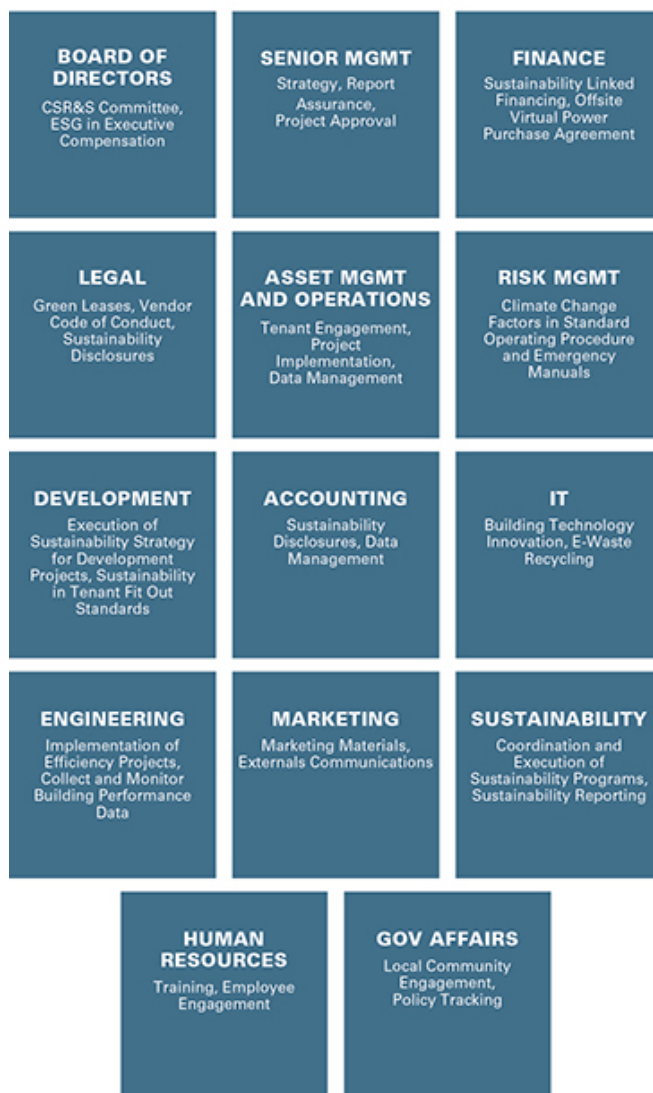 BOARD OF
DIRECTORS
CSR&S Committee,
ESG in Executive
Compensation
SENIOR MGMT
Strategy, Report
Assurance,
Project Approval
FINANCE
Sustainability Linked
Financing, Offsite
Virtual Power
Purchase Agreement
LEGAL
Green Leases, Vendor
Code of Conduct,
Sustainability
Disclosures
ASSET MGMT
AND OPERATIONS
Tenant Engagement,
Project
Implementation,
Data Management
RISK MGMT
Climate Change
Factors in Standard
Operating Procedure
and Emergency
Manuals
DEVELOPMENT
Execution of
Sustainability Strategy
for Development
Projects, Sustainability
in Tenant Fit Out
Standards
ACCOUNTING
Sustainability
Disclosures, Data
Management
IT
Building Technology
Innovation, E-Waste
Recycling
ENGINEERING
Implementation of
Efficiency Projects,
Collect and Monitor
Building Performance
Data
MARKETING
Marketing Materials,
Externals Communications
SUSTAINABILITY
Coordination and
Execution of
Sustainability Programs,
Sustainability Reporting
HUMAN
RESOURCES
Training, Employee
Engagement
GOV AFFAIRS
Local Community
Engagement,
Policy Tracking